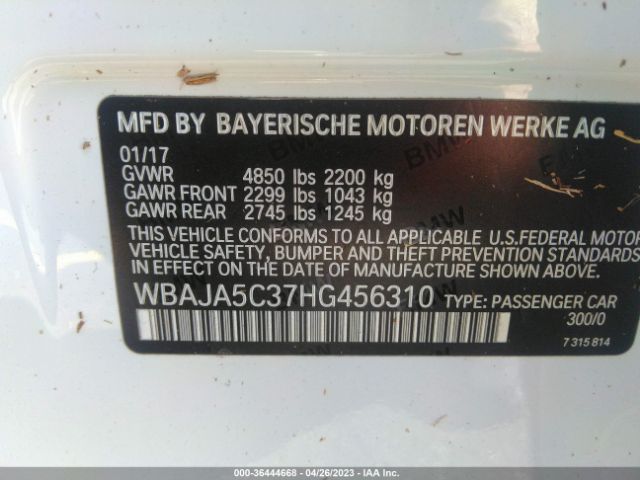 MFD BY BAYERISCHE MOTOREN WERKE AG
01/17
GVWR 4850 lbs 2200 kg
GAWR FRONT 2299 lbs 1043 kg
GAWR REAR 2745 lbs 1245 kg
THIS VEHICLE CONFORMS TO ALL APPLICABLE U.S.FEDERAL MOTOR
VEHICLE SAFETY, BUMPER AND THEFT PREVENTION STANDARDS
IN EFFECT ON THE DATE OF MANUFACTURE SHOWN ABOVE.
WBAJA5C37HG456310 TYPE: PASSENGER CAR
300/0
7 315 814
000-36444668 - 04/26/2023 - IAA Inc.